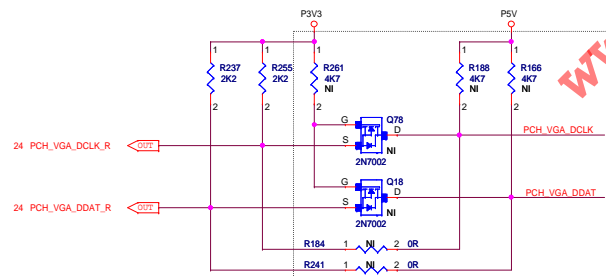 P3V3
P5V
1
1
1
1
1
R237
2K2
R255
2K2
R261
4K7
NI
R188
4K7
NI
R166
4K7
NI
2
2
2
2
2
G
Q78
S
D
NI
2N7002
PCH_VGA_DCLK
24 PCH_VGA_DCLK_R
OUT
G
Q18
S
D
NI
2N7002
PCH_VGA_DDAT
24 PCH_VGA_DDAT_R
OUT
R184 1 NI 2 0R
R241 1 NI 2 0R